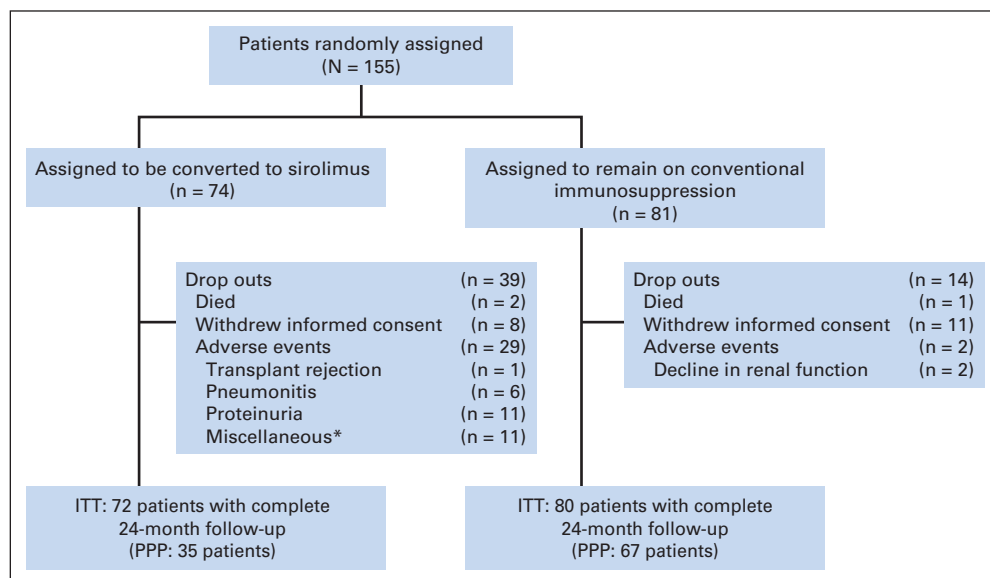 Patients randomly assigned
(N = 155)
Assigned to be converted to sirolimus
(n = 74)
Assigned to remain on conventional
immunosuppression
(n = 81)
Drop outs (n = 39)
Died (n = 2)
Withdrew informed consent (n = 8)
Adverse events (n = 29)
Transplant rejection (n = 1)
Pneumonitis (n = 6)
Proteinuria (n = 11)
Miscellaneous* (n = 11)
Drop outs (n = 14)
Died (n = 1)
Withdrew informed consent (n = 11)
Adverse events (n = 2)
Decline in renal function (n = 2)
ITT: 72 patients with complete
24-month follow-up
(PPP: 35 patients)
ITT: 80 patients with complete
24-month follow-up
(PPP: 67 patients)